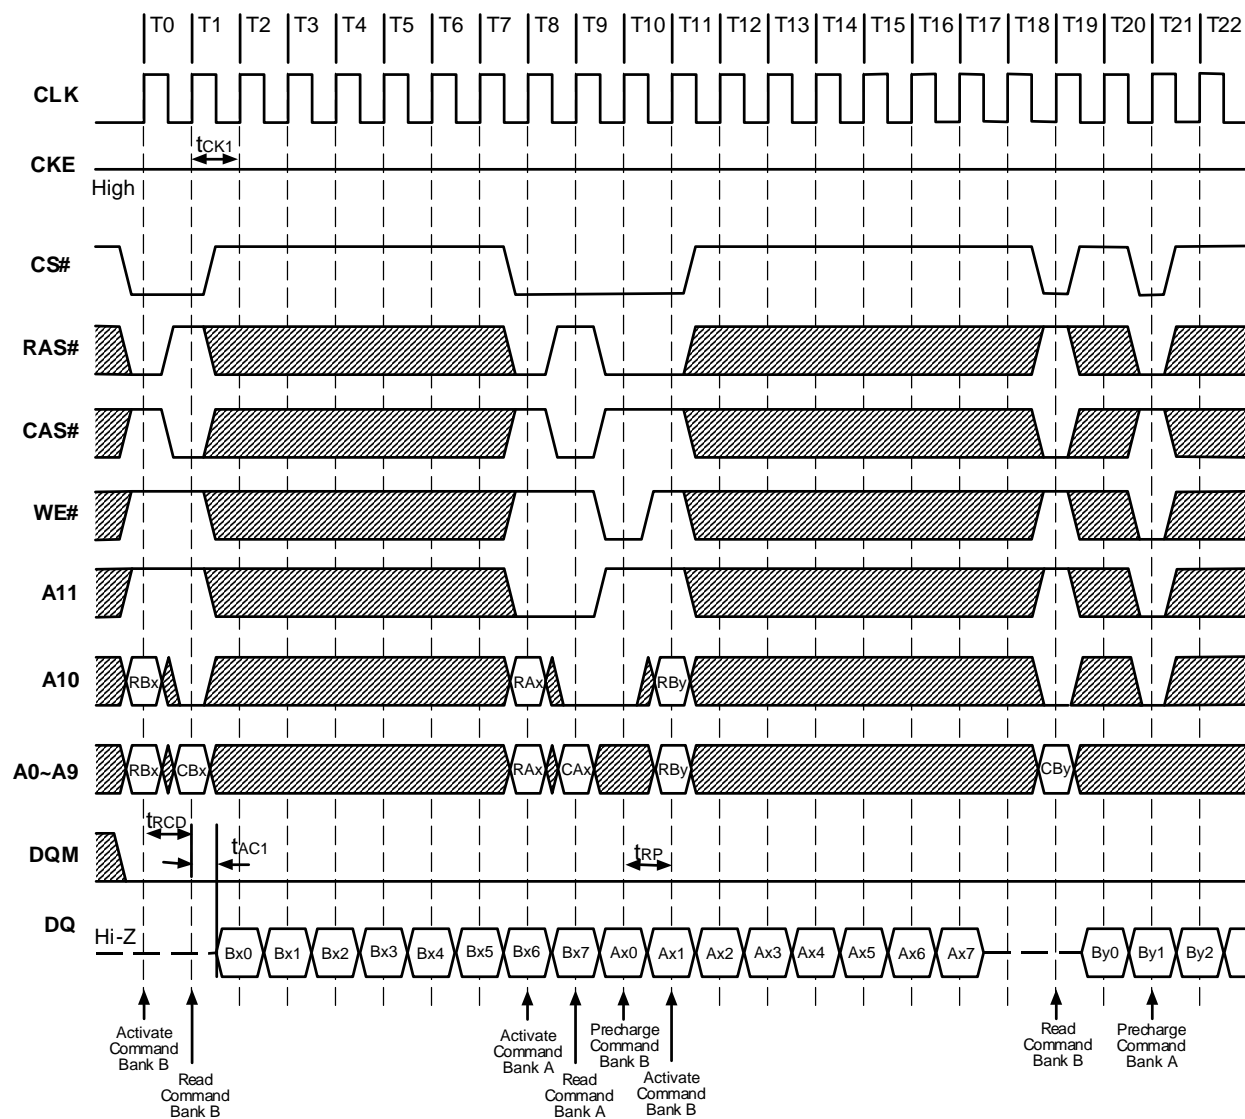 T0 T1 T2 T3 T4 T5 T6 T7 T8 T9 T10 T11 T12 T13 T14 T15 T16 T17 T18 T19 T20 T21 T22
CLK
tCK1
CKE
High
CS#
RAS#
CAS#
WE#
A11
A10 RBx RAx RBy
A0~A9 RBx CBx RAx CAx RBy CBy
tRCD
DQM tAC1 tRP
DQ
Hi-Z Bx0 Bx1 Bx2 Bx3 Bx4 Bx5 Bx6 Bx7 Ax0 Ax1 Ax2 Ax3 Ax4 Ax5 Ax6 Ax7 By0 By1 By2
Activate
Command
Bank B
Read
Command
Bank B
Activate
Command
Bank A
Read
Command
Bank A
Precharge
Command
Bank B
Activate
Command
Bank B
Read
Command
Bank B
Precharge
Command
Bank A